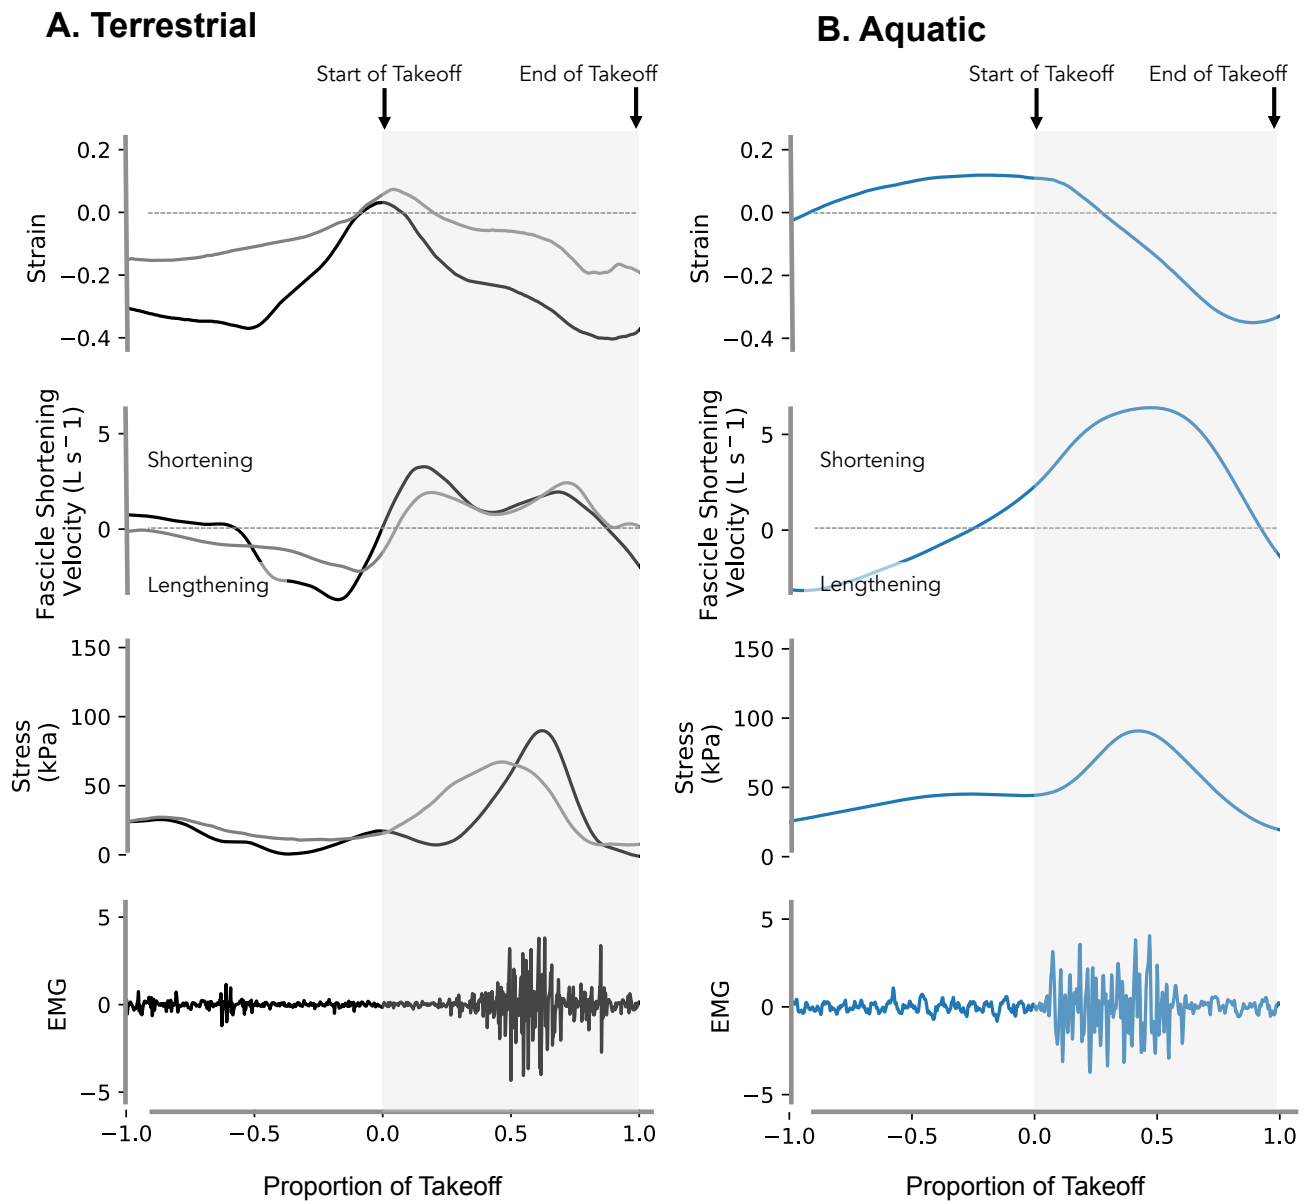 A. Terrestrial
Start of Takeoff
End of Takeoff
Strain
0.2
0.0
−0.2
−0.4
Fascicle Shortening
Velocity (L s−1)
5
0
Shortening
Lengthening
Stress
(kPa)
150
100
50
0
EMG
5
0
−5
−1.0
−0.5
0.0
0.5
1.0
Proportion of Takeoff
B. Aquatic
Start of Takeoff
End of Takeoff
Strain
0.2
0.0
−0.2
−0.4
Fascicle Shortening
Velocity (L s−1)
5
0
Shortening
Lengthening
Stress
(kPa)
150
100
50
0
EMG
5
0
−5
−1.0
−0.5
0.0
0.5
1.0
Proportion of Takeoff